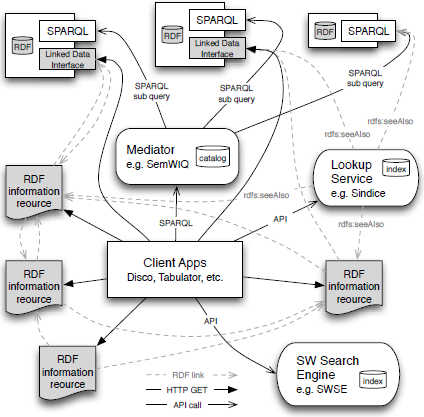 SPARQL
RDF
Linked Data
Interface
SPARQL
RDF
Linked Data
Interface
SPARQL
RDF
SPARQL
sub query
SPARQL
sub query
SPARQL
sub query
rdfs:seeAlso
Mediator
e.g. SemWIQ
catalog
Lookup
Service
e.g. Sindice
index
RDF
information
reource
rdfs:seeAlso
rdfs:seeAlso
SPARQL
API
Client Apps
Disco, Tabulator, etc.
RDF
information
reource
RDF
information
reource
API
RDF
information
reource
SW Search
Engine
e.g. SWSE
index
RDF link
HTTP GET
API call